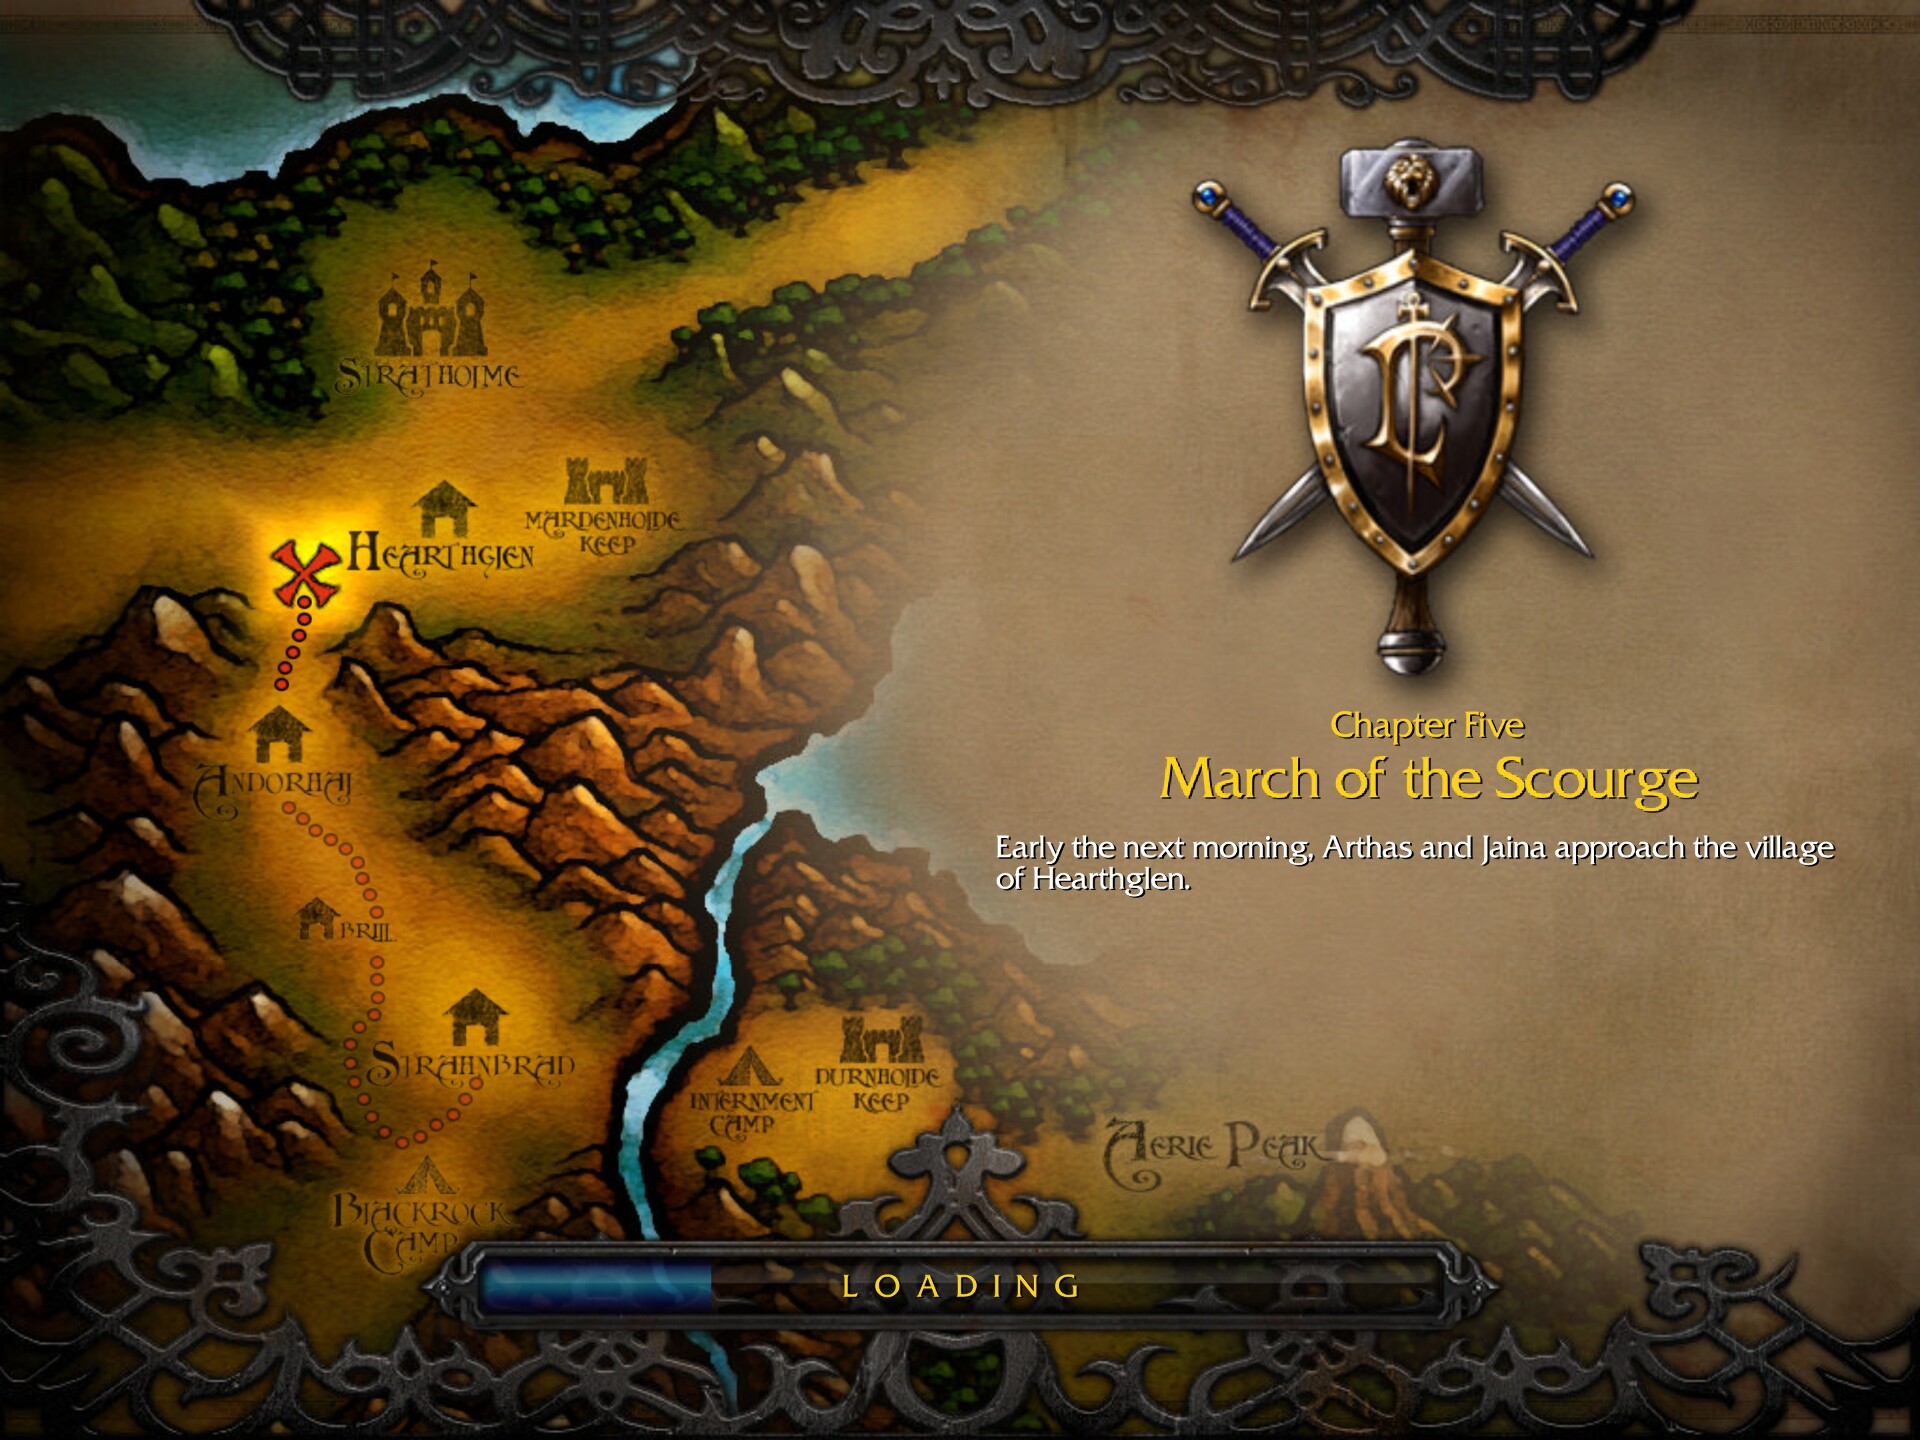 STRATHOLME
HEARTHGLEN
MARDENHOLDE
KEEP
ANDORHAL
BRILL
STRAHNBRAD
INTERNMENT
CAMP
DURNHOLDE
KEEP
AERIE PEAK
BLACKROCK
CAMP
Chapter Five
March of the Scourge
Early the next morning, Arthas and Jaina approach the village
of Hearthglen.
LOADING